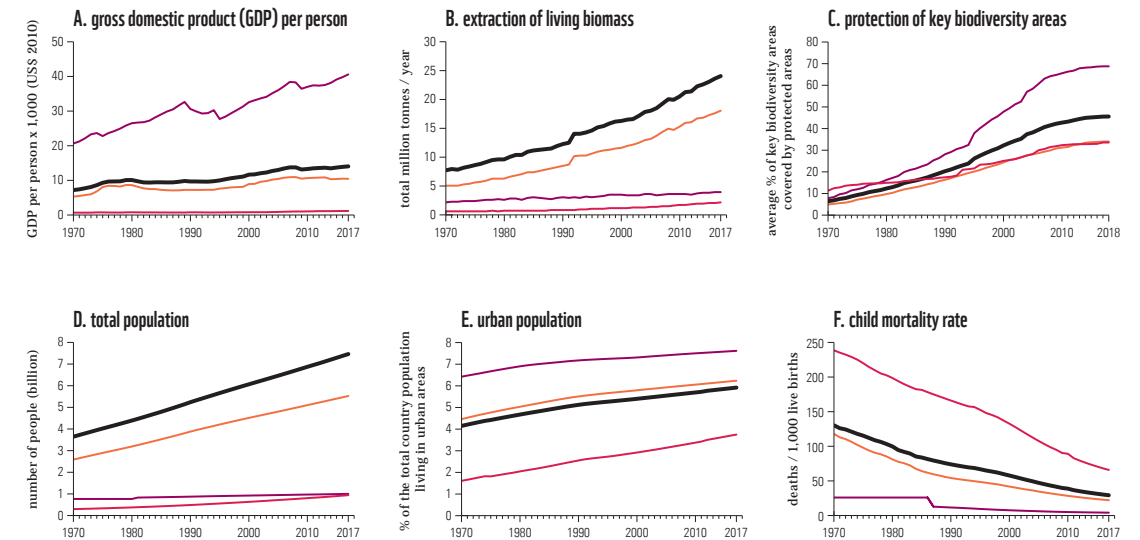 A. gross domestic product (GDP) per person
GDP per person x 1,000 (US$ 2010)
50
40
30
20
10
0
1970 1980 1990 2000 2010 2017
B. extraction of living biomass
total million tonnes / year
30
25
20
15
10
5
0
1970 1980 1990 2000 2010 2017
C. protection of key biodiversity areas
average % of key biodiversity areas
covered by protected areas
80
70
60
50
40
30
20
10
0
1970 1980 1990 2000 2010 2018
D. total population
number of people (billion)
8
7
6
5
4
3
2
1
0
1970 1980 1990 2000 2010 2017
E. urban population
% of the total country population
living in urban areas
8
7
6
5
4
3
2
1
0
1970 1980 1990 2000 2010 2017
F. child mortality rate
deaths / 1,000 live births
250
200
150
100
50
0
1970 1980 1990 2000 2010 2017